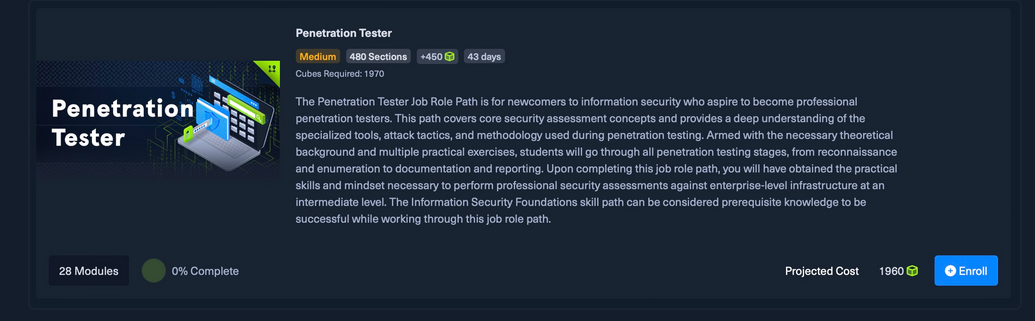 Penetration Tester
Medium 480 Sections +450 43 days
Cubes Required: 1970
Penetration
Tester
The Penetration Tester Job Role Path is for newcomers to information security who aspire to become professional
penetration testers. This path covers core security assessment concepts and provides a deep understanding of the
specialized tools, attack tactics, and methodology used during penetration testing. Armed with the necessary theoretical
background and multiple practical exercises, students will go through all penetration testing stages, from reconnaissance
and enumeration to documentation and reporting. Upon completing this job role path, you will have obtained the practical
skills and mindset necessary to perform professional security assessments against enterprise-level infrastructure at an
intermediate level. The Information Security Foundations skill path can be considered prerequisite knowledge to be
successful while working through this job role path.
28 Modules 0% Complete Projected Cost 1960 Enroll